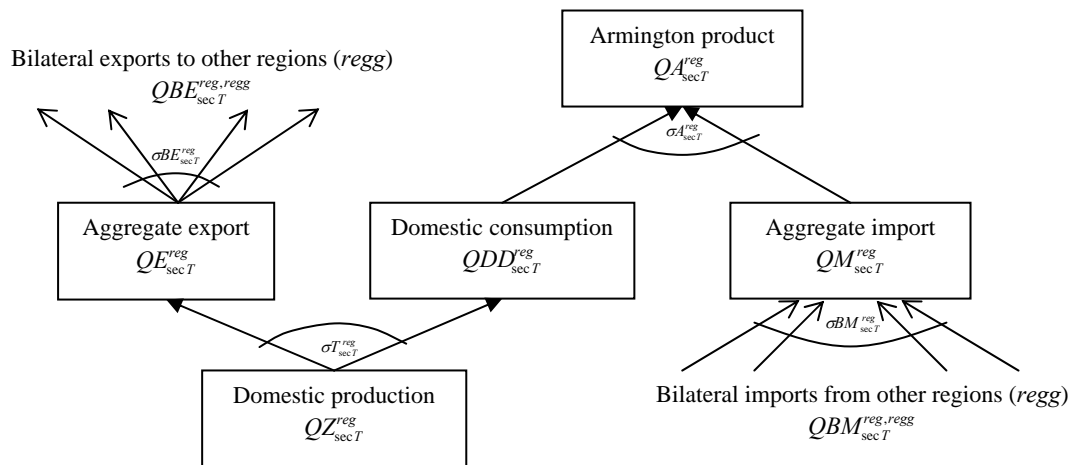 Bilateral exports to other regions (regg)
QBE^{reg,regg}_{secT}
σBE^{reg}_{secT}
Armington product
QA^{reg}_{secT}
σA^{reg}_{secT}
Aggregate export
QE^{reg}_{secT}
Domestic consumption
QDD^{reg}_{secT}
Aggregate import
QM^{reg}_{secT}
σT^{reg}_{secT}
σBM^{reg}_{secT}
Domestic production
QZ^{reg}_{secT}
Bilateral imports from other regions (regg)
QBM^{reg,regg}_{secT}